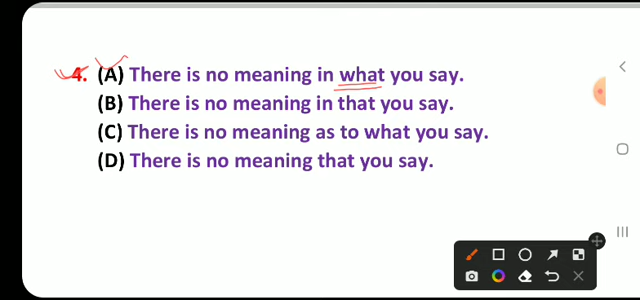 4. (A) There is no meaning in what you say.
(B) There is no meaning in that you say.
(C) There is no meaning as to what you say.
(D) There is no meaning that you say.